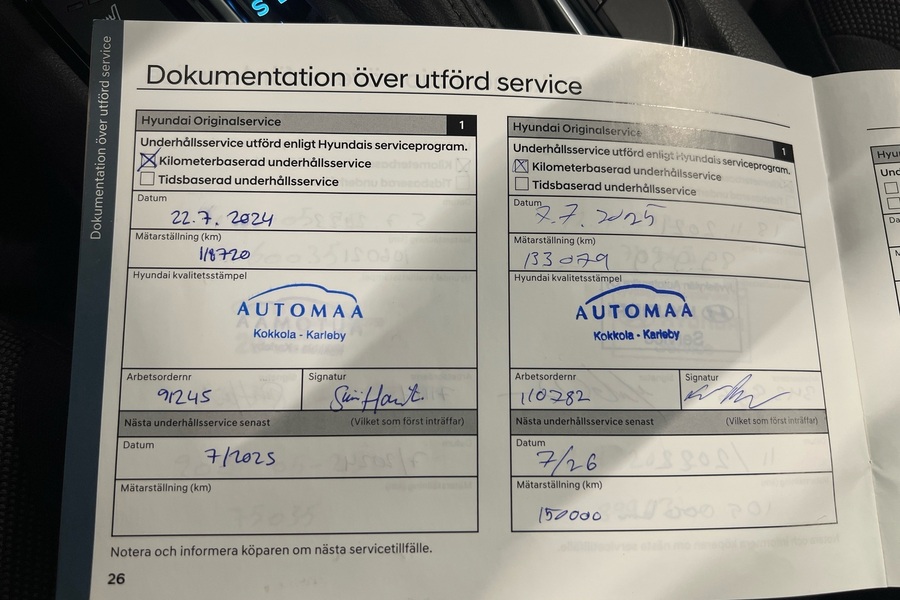 Dokumentation över utförd service
Dokumentation över utförd service
Hyundai Originalservice 1
Underhållsservice utförd enligt Hyundais serviceprogram.
Kilometerbaserad underhållsservice
Tidsbaserad underhållsservice
Datum
22.7.2024
Mätarställning (km)
118720
Hyundai kvalitetsstämpel
AUTOMAA
Kokkola - Karleby
Arbetsordernr
91245
Signatur
Nästa underhållsservice senast (Vilket som först inträffar)
Datum
7/2025
Mätarställning (km)
Notera och informera köparen om nästa servicetillfälle.
26
Hyundai Originalservice 1
Underhållsservice utförd enligt Hyundais serviceprogram.
Kilometerbaserad underhållsservice
Tidsbaserad underhållsservice
Datum
7.7.2025
Mätarställning (km)
133079
Hyundai kvalitetsstämpel
AUTOMAA
Kokkola - Karleby
Arbetsordernr
110282
Signatur
Nästa underhållsservice senast (Vilket som först inträffar)
Datum
7/26
Mätarställning (km)
150000